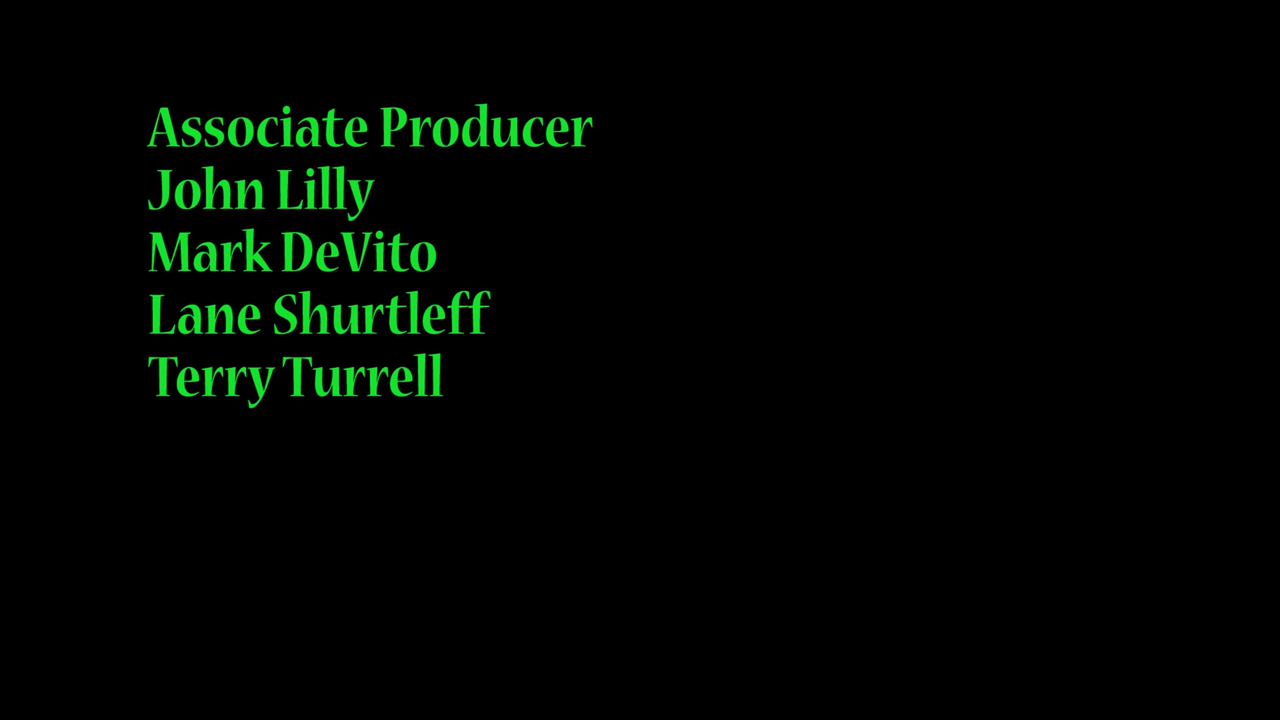 Associate Producer
John Lilly
Mark DeVito
Lane Shurtleff
Terry Turrell